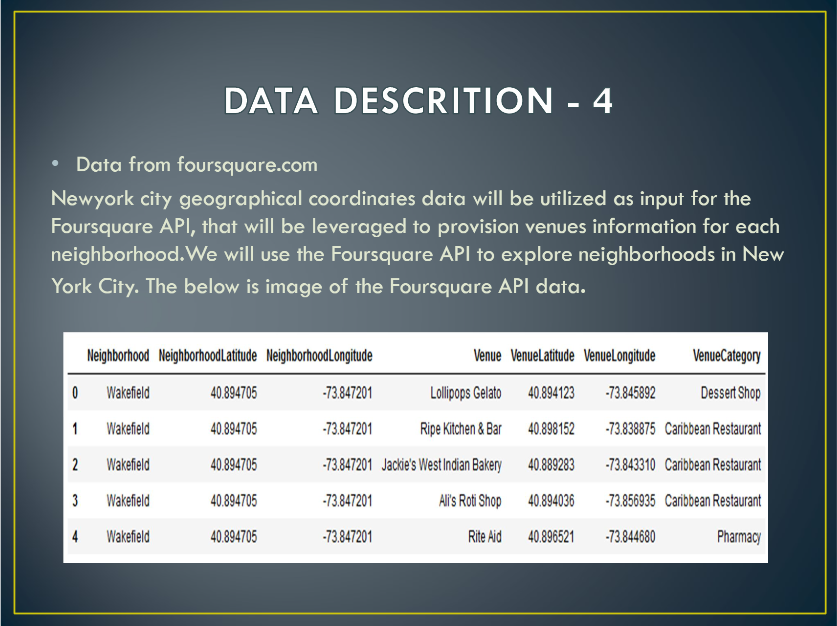 DATA DESCRITION - 4
• Data from foursquare.com
Newyork city geographical coordinates data will be utilized as input for the
Foursquare API, that will be leveraged to provision venues information for each
neighborhood.We will use the Foursquare API to explore neighborhoods in New
York City. The below is image of the Foursquare API data.
Neighborhood NeighborhoodLatitude NeighborhoodLongitude Venue VenueLatitude VenueLongitude VenueCategory
0 Wakefield 40.894705 -73.847201 Lollipops Gelato 40.894123 -73.845892 Dessert Shop
1 Wakefield 40.894705 -73.847201 Ripe Kitchen & Bar 40.898152 -73.838875 Caribbean Restaurant
2 Wakefield 40.894705 -73.847201 Jackie's West Indian Bakery 40.889283 -73.843310 Caribbean Restaurant
3 Wakefield 40.894705 -73.847201 Ali's Roti Shop 40.894036 -73.856935 Caribbean Restaurant
4 Wakefield 40.894705 -73.847201 Rite Aid 40.896521 -73.844680 Pharmacy